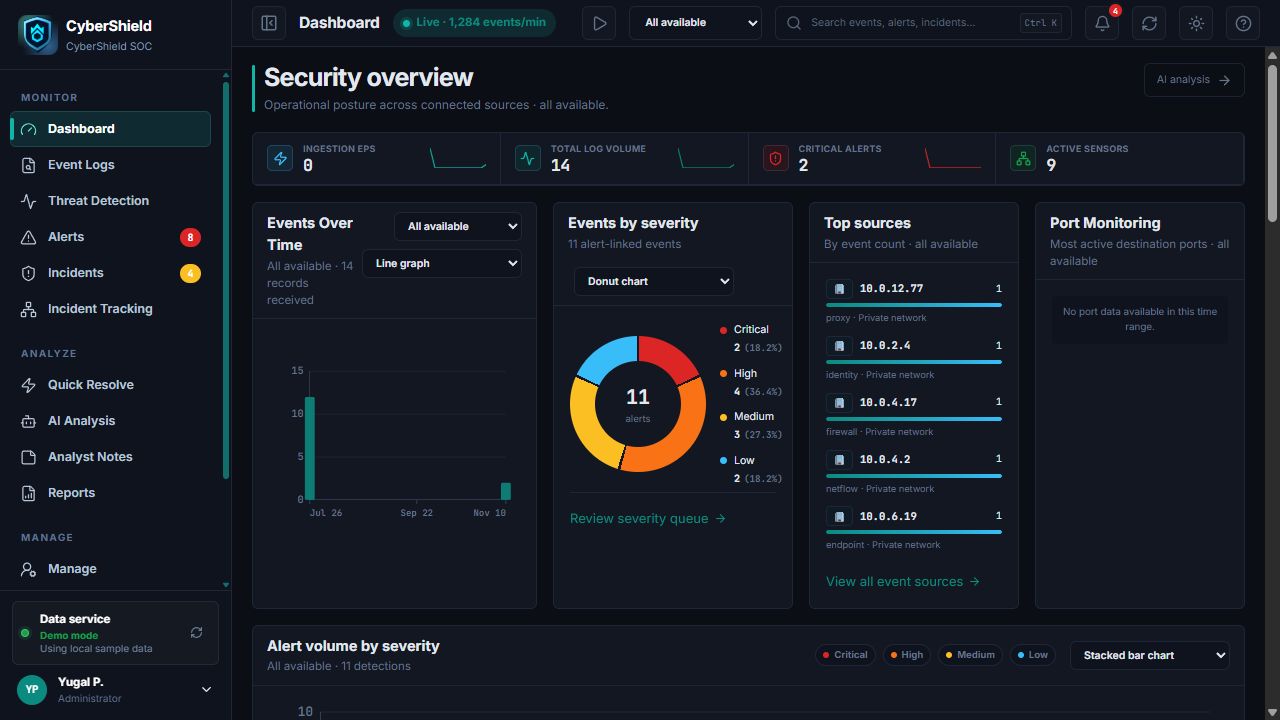 CyberShield
CyberShield SOC
MONITOR
Dashboard
Event Logs
Threat Detection
Alerts 8
Incidents 4
Incident Tracking
ANALYZE
Quick Resolve
AI Analysis
Analyst Notes
Reports
MANAGE
Manage
Data service
Demo mode
Using local sample data
YP
Yugal P.
Administrator
Dashboard
Live · 1,284 events/min
All available
Search events, alerts, incidents...
Ctrl K
4
Security overview
Operational posture across connected sources · all available.
AI analysis
INGESTION EPS
0
TOTAL LOG VOLUME
14
CRITICAL ALERTS
2
ACTIVE SENSORS
9
Events Over
Time
All available · 14
records
received
All available
Line graph
15
10
5
0
Jul 26
Sep 22
Nov 10
Events by severity
11 alert-linked events
Donut chart
11
alerts
Critical
2 (18.2%)
High
4 (36.4%)
Medium
3 (27.3%)
Low
2 (18.2%)
Review severity queue →
Top sources
By event count · all available
10.0.12.77 1
proxy · Private network
10.0.2.4 1
identity · Private network
10.0.4.17 1
firewall · Private network
10.0.4.2 1
netflow · Private network
10.0.6.19 1
endpoint · Private network
View all event sources →
Port Monitoring
Most active destination ports · all
available
No port data available in this time
range.
Alert volume by severity
All available · 11 detections
Critical
High
Medium
Low
Stacked bar chart
10